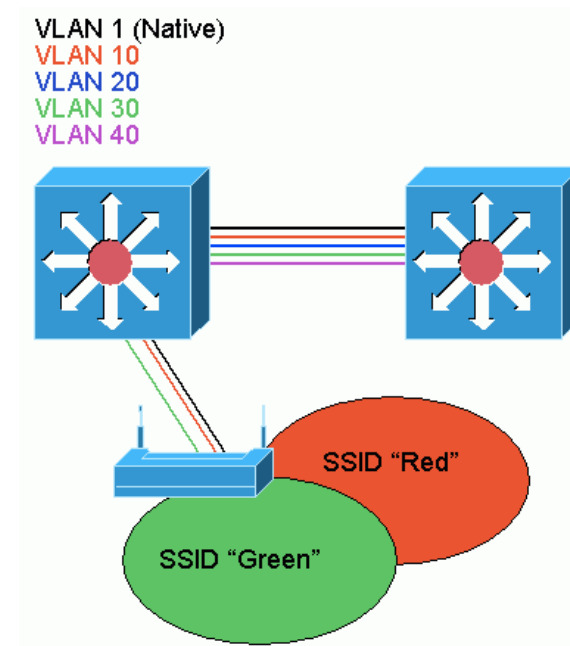 VLAN 1 (Native)
VLAN 10
VLAN 20
VLAN 30
VLAN 40
SSID “Red”
SSID “Green”